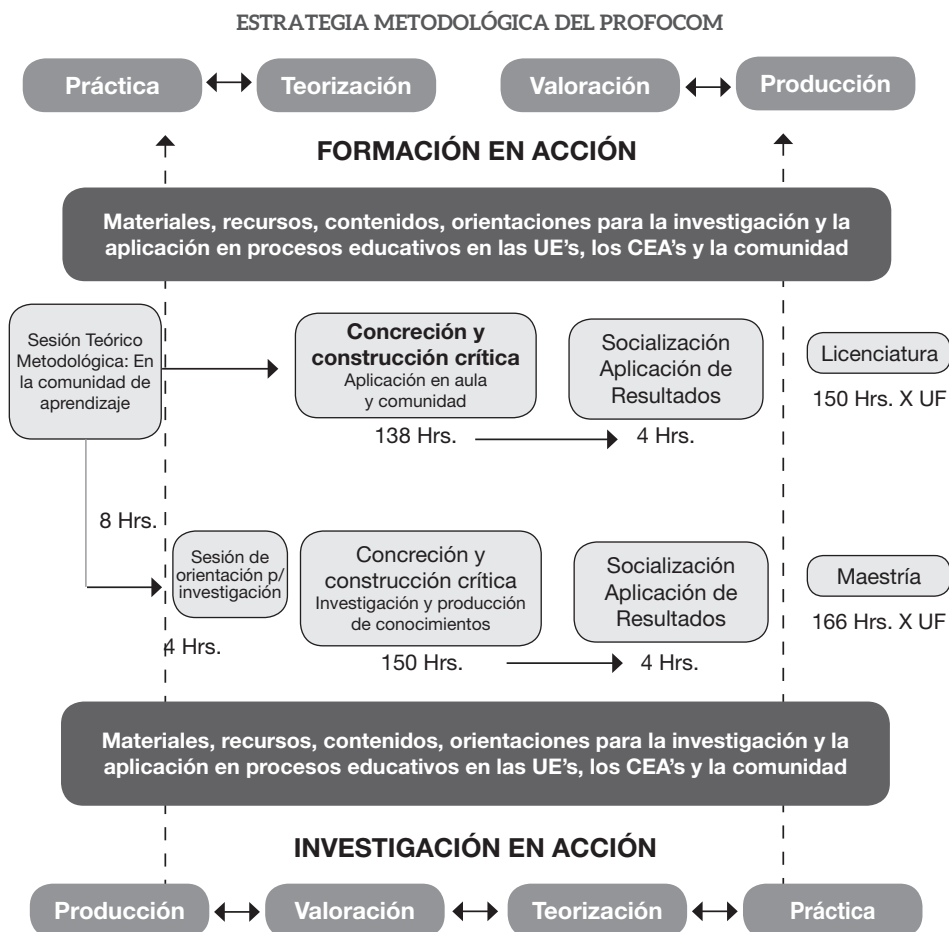 ESTRATEGIA METODOLÓGICA DEL PROFOCOM
Práctica
Teorización
Valoración
Producción
FORMACIÓN EN ACCIÓN
Materiales, recursos, contenidos, orientaciones para la investigación y la
aplicación en procesos educativos en las UE's, los CEA's y la comunidad
Sesión Teórico
Metodológica: En
la comunidad de
aprendizaje
Concreción y
construcción crítica
Aplicación en aula
y comunidad
138 Hrs.
Socialización
Aplicación de
Resultados
4 Hrs.
Licenciatura
150 Hrs. X UF
8 Hrs.
Sesión de
orientación p/
investigación
4 Hrs.
Concreción y
construcción crítica
Investigación y producción
de conocimientos
150 Hrs.
Socialización
Aplicación de
Resultados
4 Hrs.
Maestría
166 Hrs. X UF
Materiales, recursos, contenidos, orientaciones para la investigación y la
aplicación en procesos educativos en las UE's, los CEA's y la comunidad
INVESTIGACIÓN EN ACCIÓN
Producción
Valoración
Teorización
Práctica